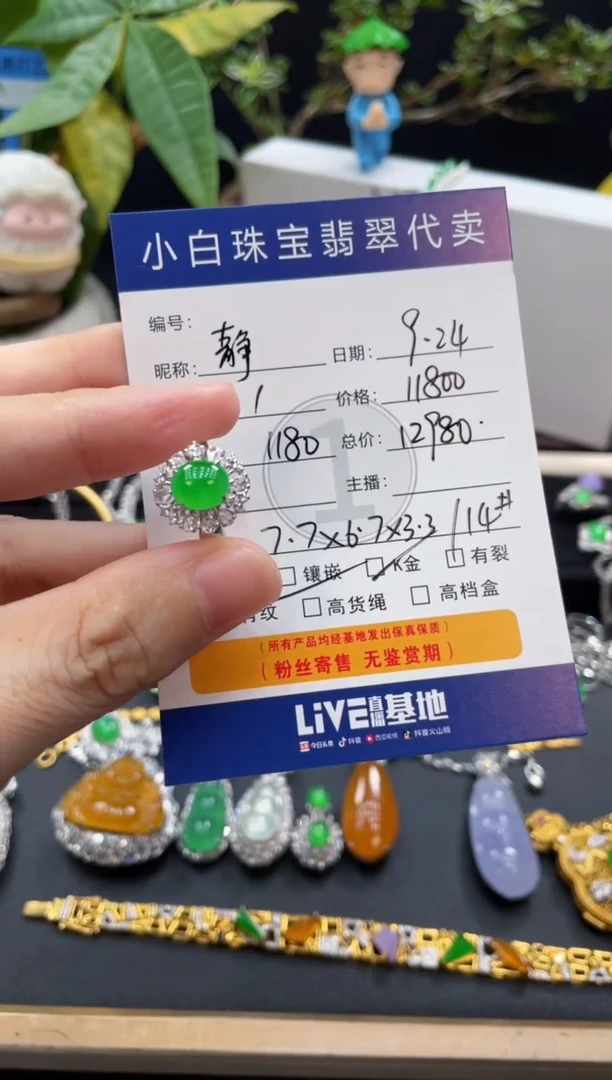 小白珠宝翡翠代卖
编号:
昵称: 静 日期: 9.24
1 价格: 11800
1180 总价: 12980.
主播:
7.7×6.7×3.3 / 14#
镶嵌 K金 有裂
纹 高货绳 高档盒
(所有产品均经基地发出保真保质)
(粉丝寄售 无鉴赏期)
LIVE直播基地
今日头条 抖音 西瓜视频 抖音火山版
1